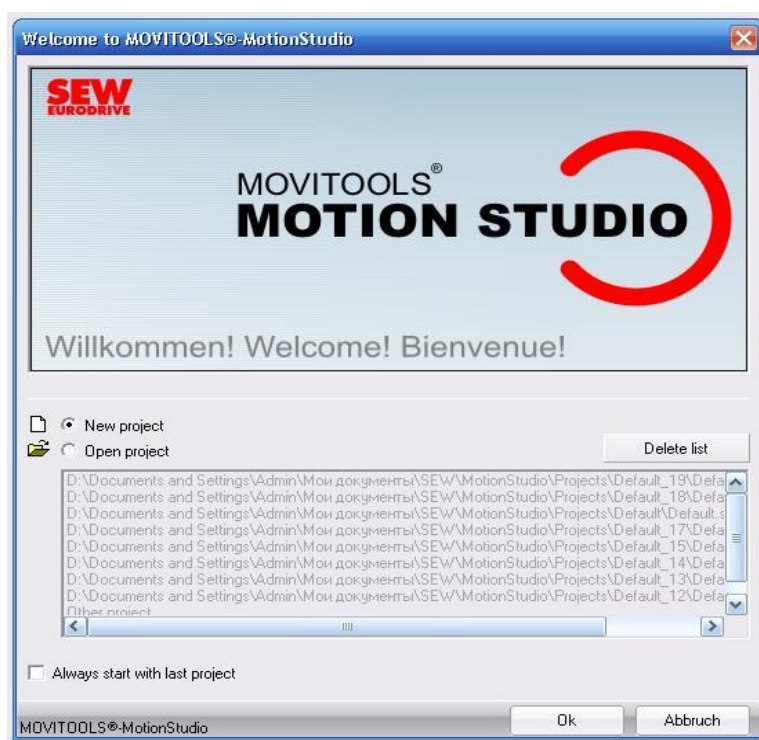 Welcome to MOVITOOLS®-MotionStudio
SEW
EURODRIVE
MOVITOOLS®
MOTION STUDIO
Willkommen! Welcome! Bienvenue!
New project
Open project
Delete list
D:\Documents and Settings\Admin\Мои документы\SEW\MotionStudio\Projects\Default_19\Defa
D:\Documents and Settings\Admin\Мои документы\SEW\MotionStudio\Projects\Default_18\Defa
D:\Documents and Settings\Admin\Мои документы\SEW\MotionStudio\Projects\Default\Default.s
D:\Documents and Settings\Admin\Мои документы\SEW\MotionStudio\Projects\Default_17\Defa
D:\Documents and Settings\Admin\Мои документы\SEW\MotionStudio\Projects\Default_15\Defa
D:\Documents and Settings\Admin\Мои документы\SEW\MotionStudio\Projects\Default_14\Defa
D:\Documents and Settings\Admin\Мои документы\SEW\MotionStudio\Projects\Default_13\Defa
D:\Documents and Settings\Admin\Мои документы\SEW\MotionStudio\Projects\Default_12\Defa
Other project
Always start with last project
MOVITOOLS®-MotionStudio
Ok
Abbruch